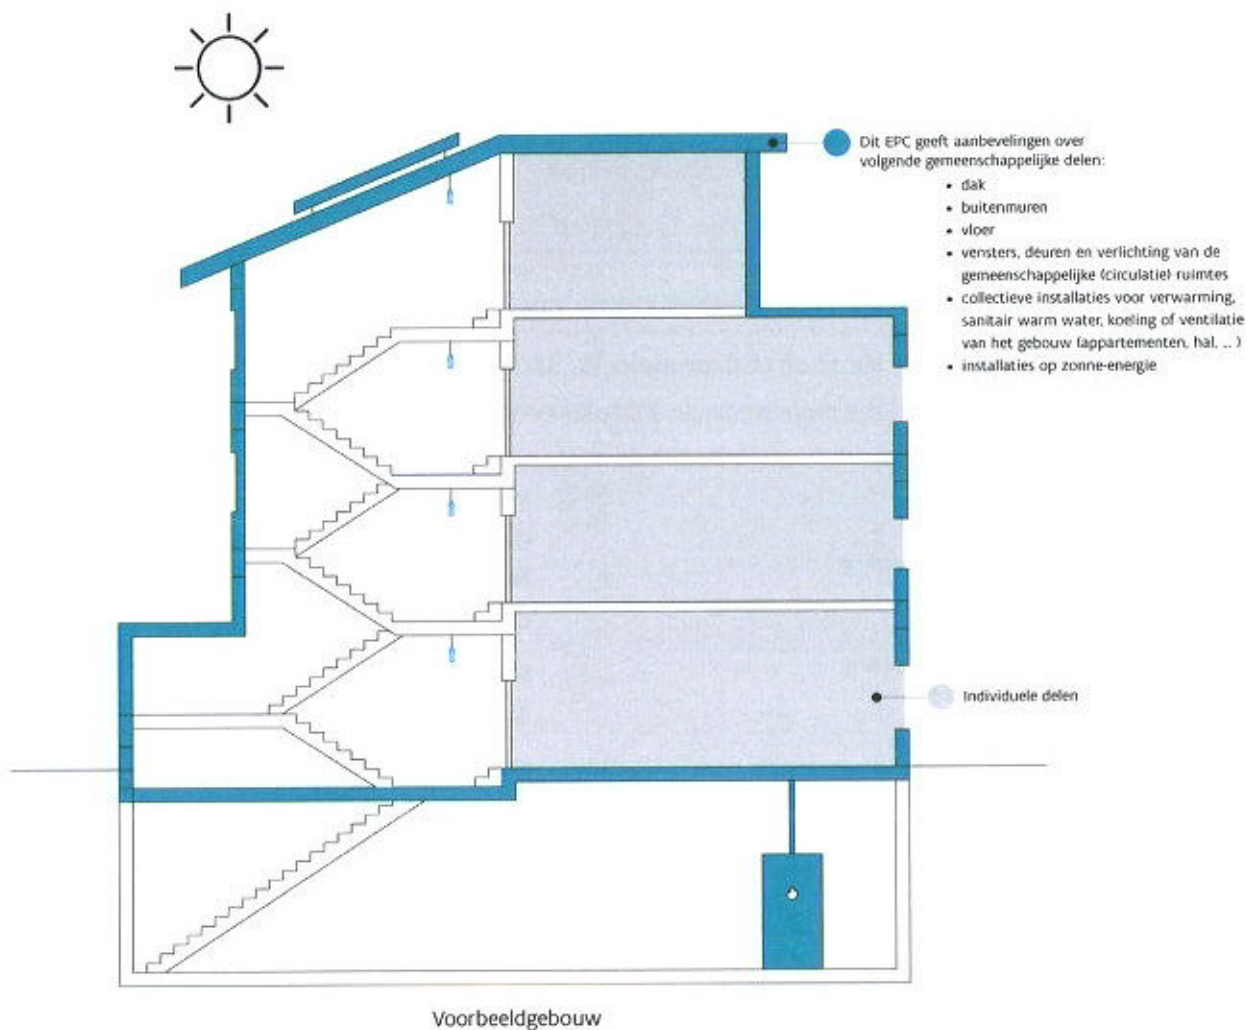 Dit EPC geeft aanbevelingen over
volgende gemeenschappelijke delen:
• dak
• buitenmuren
• vloer
• vensters, deuren en verlichting van de
gemeenschappelijke (circulatie) ruimtes
• collectieve installaties voor verwarming,
sanitair warm water, koeling of ventilatie
van het gebouw (appartementen, hal, ... )
• installaties op zonne-energie
Individuele delen
Voorbeeldgebouw